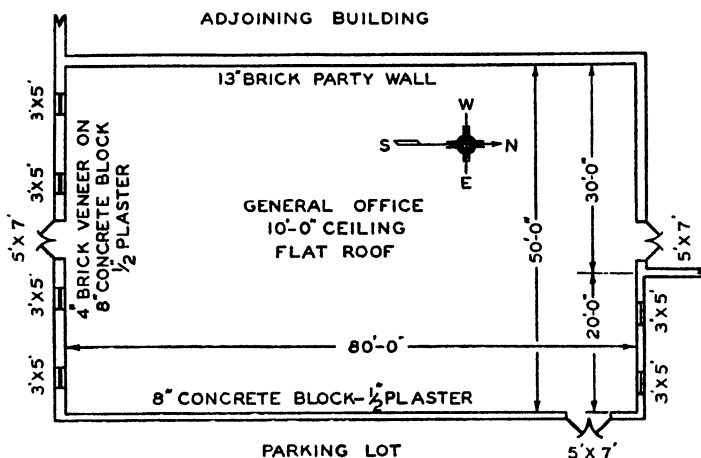 ADJOINING BUILDING
13" BRICK PARTY WALL
W
S
N
E
GENERAL OFFICE
10'-0" CEILING
FLAT ROOF
3'X5'
3'X5'
5'X7'
3'X5'
3'X5'
4" BRICK VENEER ON
8" CONCRETE BLOCK
½" PLASTER
50'-0"
30'-0"
20'-0"
5'X7'
3'X5'
3'X5'
80'-0"
8" CONCRETE BLOCK-½" PLASTER
PARKING LOT
5'X7'